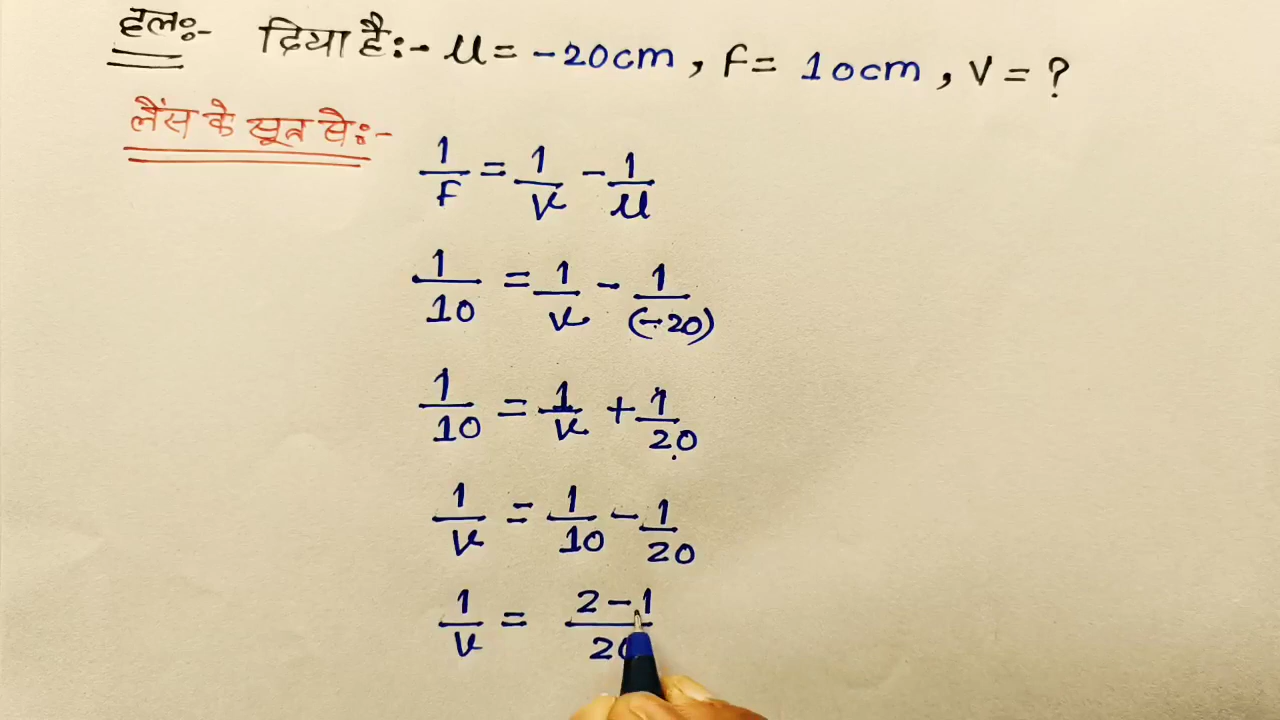 हलः- दिया है:- u = -20cm, f = 10cm, v = ?
लैंस के सूत्र से:-
1/f = 1/v - 1/u
1/10 = 1/v - 1/(-20)
1/10 = 1/v + 1/20
1/v = 1/10 - 1/20
1/v = 2-1/20